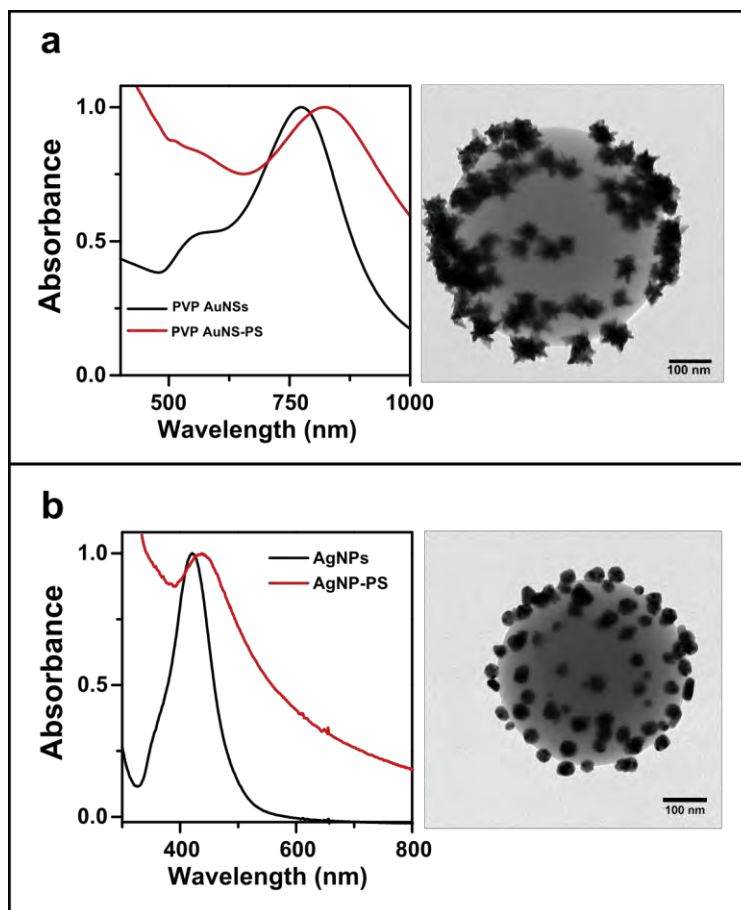 a
Absorbance
1.0
0.5
0.0
PVP AuNSs
PVP AuNS-PS
500
750
1000
Wavelength (nm)
100 nm
b
Absorbance
1.0
0.5
0.0
AgNPs
AgNP-PS
400
600
800
Wavelength (nm)
100 nm